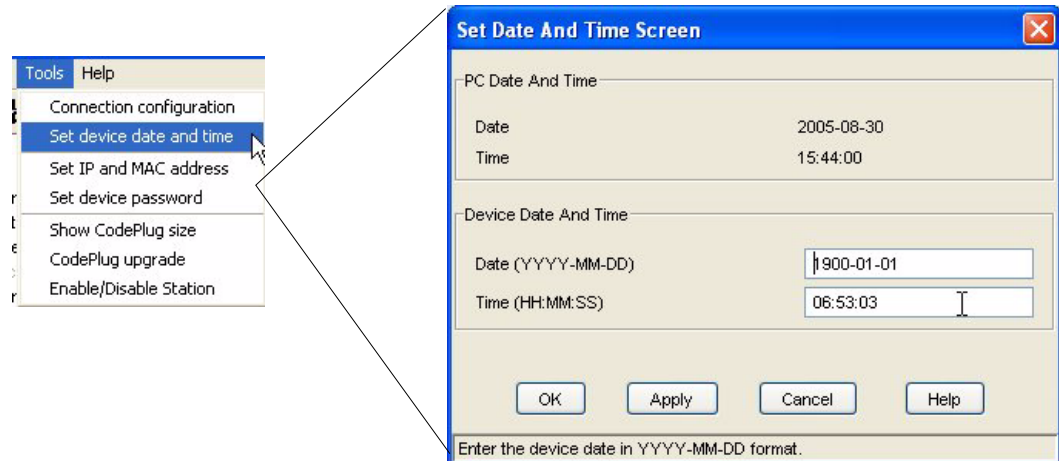 Tools Help
Connection configuration
Set device date and time
Set IP and MAC address
Set device password
Show CodePlug size
CodePlug upgrade
Enable/Disable Station
Set Date And Time Screen
PC Date And Time
Date 2005-08-30
Time 15:44:00
Device Date And Time
Date (YYYY-MM-DD) 1900-01-01
Time (HH:MM:SS) 06:53:03
OK Apply Cancel Help
Enter the device date in YYYY-MM-DD format.